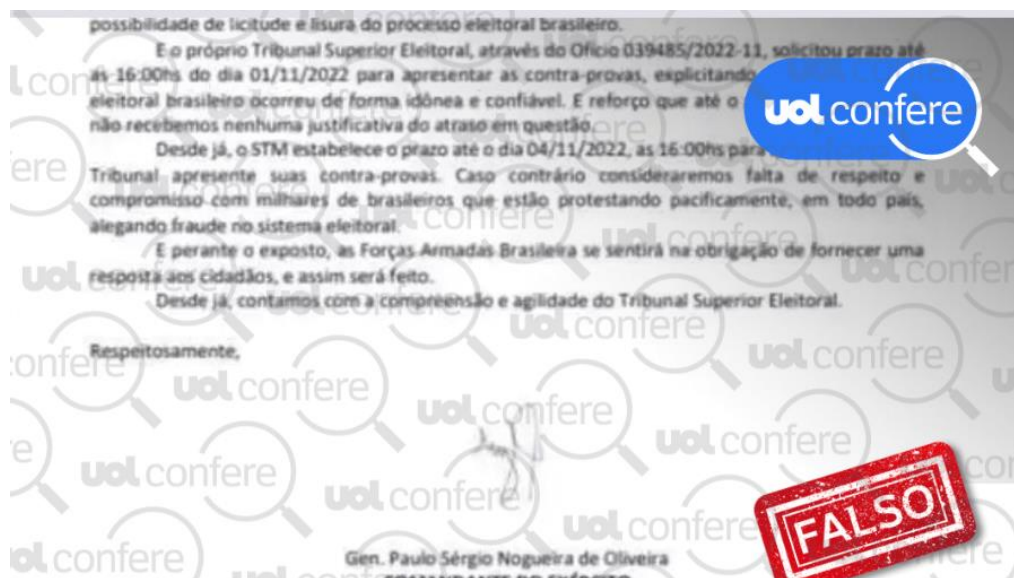 possibilidade de licitude e lisura do processo eleitoral brasileiro.
E o próprio Tribunal Superior Eleitoral, através do Ofício 039485/2022-11, solicitou prazo até
as 16:00hs do dia 01/11/2022 para apresentar as contra-provas, explicitando
eleitoral brasileiro ocorreu de forma idônea e confiável. E reforço que até o
não recebemos nenhuma justificativa do atraso em questão.
Desde já, o STM estabelece o prazo até o dia 04/11/2022, as 16:00hs para
Tribunal apresente suas contra-provas. Caso contrário consideraremos falta de respeito e
compromisso com milhares de brasileiros que estão protestando pacificamente, em todo país,
alegando fraude no sistema eleitoral.
E perante o exposto, as Forças Armadas Brasileira se sentirá na obrigação de fornecer uma
resposta aos cidadãos, e assim será feito.
Desde já, contamos com a compreensão e agilidade do Tribunal Superior Eleitoral.
Respeitosamente,
Gen. Paulo Sérgio Nogueira de Oliveira
COMANDANTE DO EXÉRCITO
uol confere
FALSO